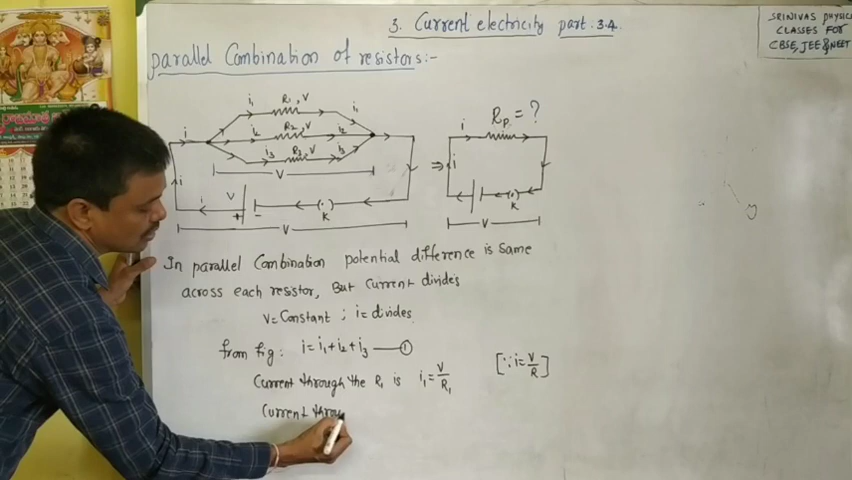 3. Current electricity part. 3.4.
SRINIVAS PHYSICS
CLASSES FOR
CBSE, JEE & NEET
parallel Combination of resistors:-
i₁ R₁, V i₁
i i₂ R₂, V i₂
i₃ R₃, V i₃
V
i V
i + - K
V
⇒
Rₚ = ?
i
i
K
V
In parallel Combination potential difference is same
across each resistor, But Current divides
V = Constant ; i = divides
from fig: i = i₁ + i₂ + i₃ —— ①
Current through the R₁ is i₁ = V/R₁ [∵ i = V/R]
Current throu